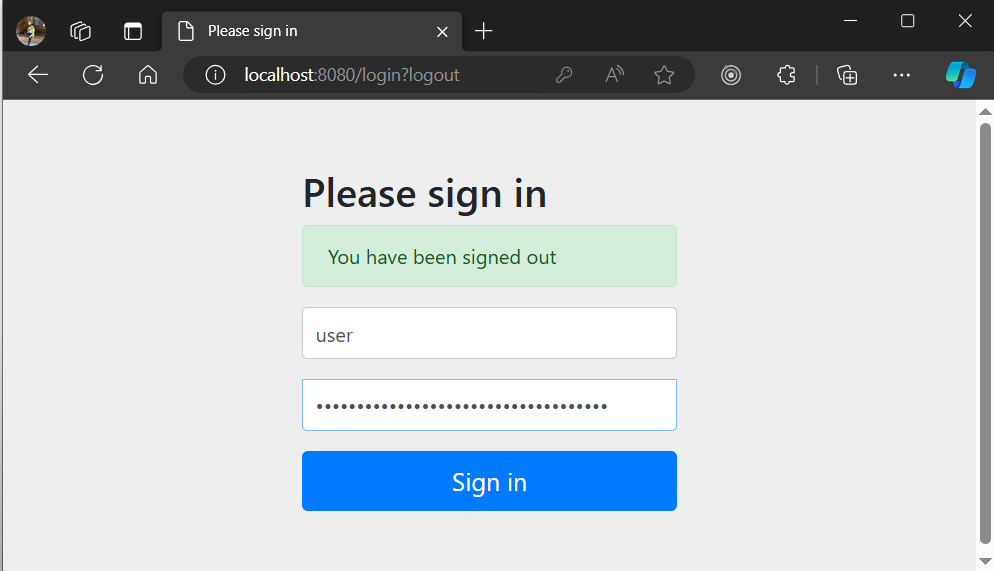 Please sign in
localhost:8080/login?logout
Please sign in
You have been signed out
user
••••••••••••••••••••••••••••••••••••
Sign in